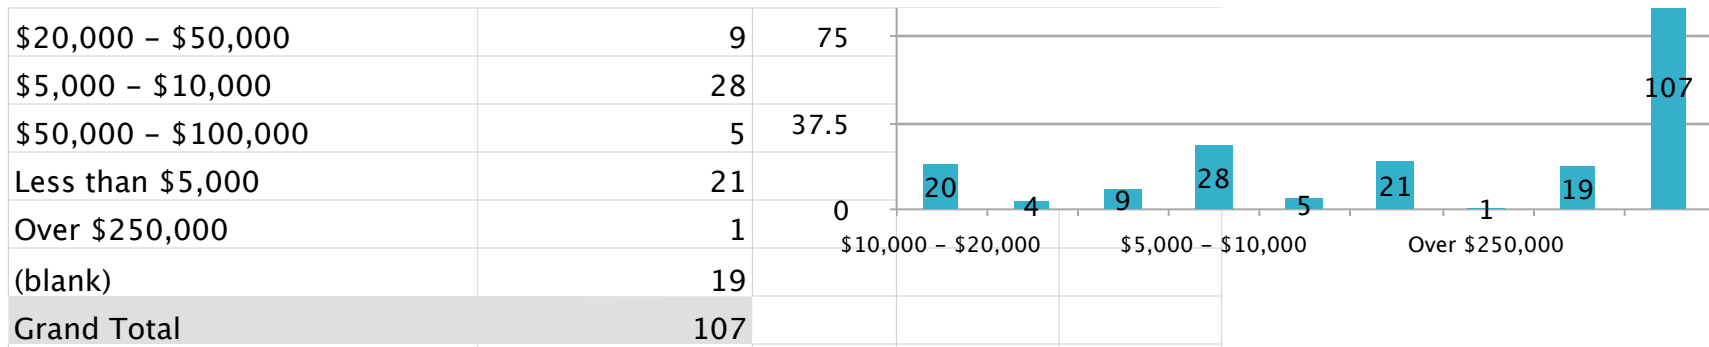 $20,000 – $50,000 9
$5,000 – $10,000 28
$50,000 – $100,000 5
Less than $5,000 21
Over $250,000 1
(blank) 19
Grand Total 107
75
37.5
0
20 4 9 28 5 21 1 19 107
$10,000 – $20,000 $5,000 – $10,000 Over $250,000